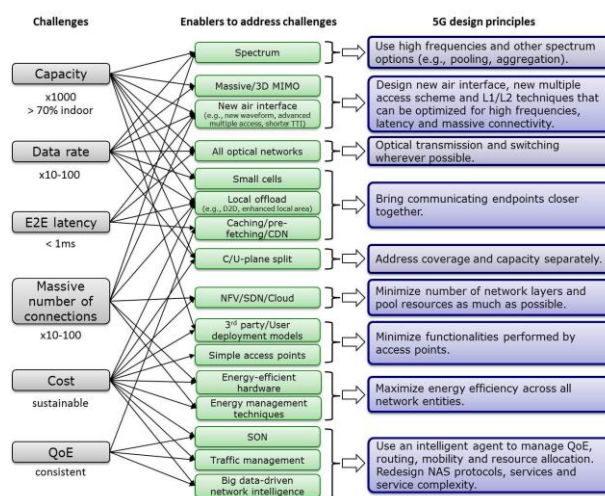 Challenges
Enablers to address challenges
5G design principles
Capacity
x1000
> 70% indoor
Data rate
x10-100
E2E latency
< 1ms
Massive
number of
connections
x10-100
Cost
sustainable
QoE
consistent
Spectrum
Massive/3D MIMO
New air interface
(e.g., new waveform, advanced
multiple access, shorter TTI)
All optical networks
Small cells
Local offload
(e.g., D2D, enhanced local area)
Caching/pre-
fetching/CDN
C/U-plane split
NFV/SDN/Cloud
3rd party/User
deployment models
Simple access points
Energy-efficient
hardware
Energy management
techniques
SON
Traffic management
Big data-driven
network intelligence
Use high frequencies and other spectrum
options (e.g., pooling, aggregation).
Design new air interface, new multiple
access scheme and L1/L2 techniques that
can be optimized for high frequencies,
latency and massive connectivity.
Optical transmission and switching
wherever possible.
Bring communicating endpoints closer
together.
Address coverage and capacity separately.
Minimize number of network layers and
pool resources as much as possible.
Minimize functionalities performed by
access points.
Maximize energy efficiency across all
network entities.
Use an intelligent agent to manage QoE,
routing, mobility and resource allocation.
Redesign NAS protocols, services and
service complexity.